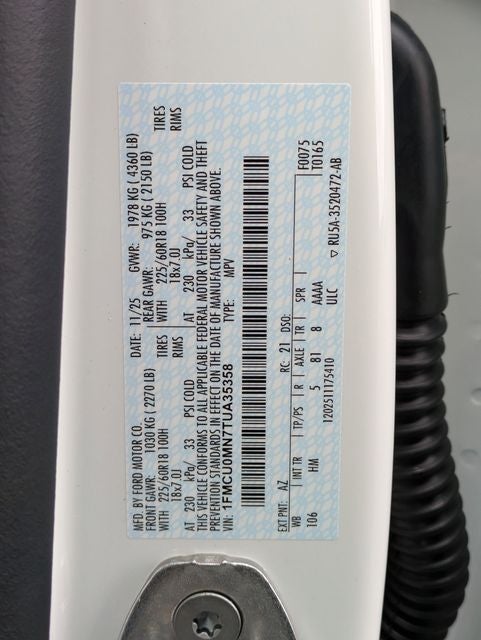 MFD. BY FORD MOTOR CO.
DATE: 11/25 GVWR: 1978 KG ( 4360 LB)
FRONT GAWR: 1030 KG ( 2270 LB) REAR GAWR: 975 KG ( 2150 LB)
WITH 225/60R18 100H TIRES WITH 225/60R18 100H TIRES
18x7.0J RIMS 18x7.0J RIMS
AT 230 kPa/ 33 PSI COLD AT 230 kPa/ 33 PSI COLD
THIS VEHICLE CONFORMS TO ALL APPLICABLE FEDERAL MOTOR VEHICLE SAFETY AND THEFT
PREVENTION STANDARDS IN EFFECT ON THE DATE OF MANUFACTURE SHOWN ABOVE.
VIN: 1FMCU0MN7TUA35358 TYPE: MPV
F0075
T0165
EXT PNT: AZ RC: 21 DSO:
WB INT TR TP/PS R AXLE TR SPR
106 HM 5 81 8 AAAA
ULC
▽ RU5A-3520472-AB
120251117541​0